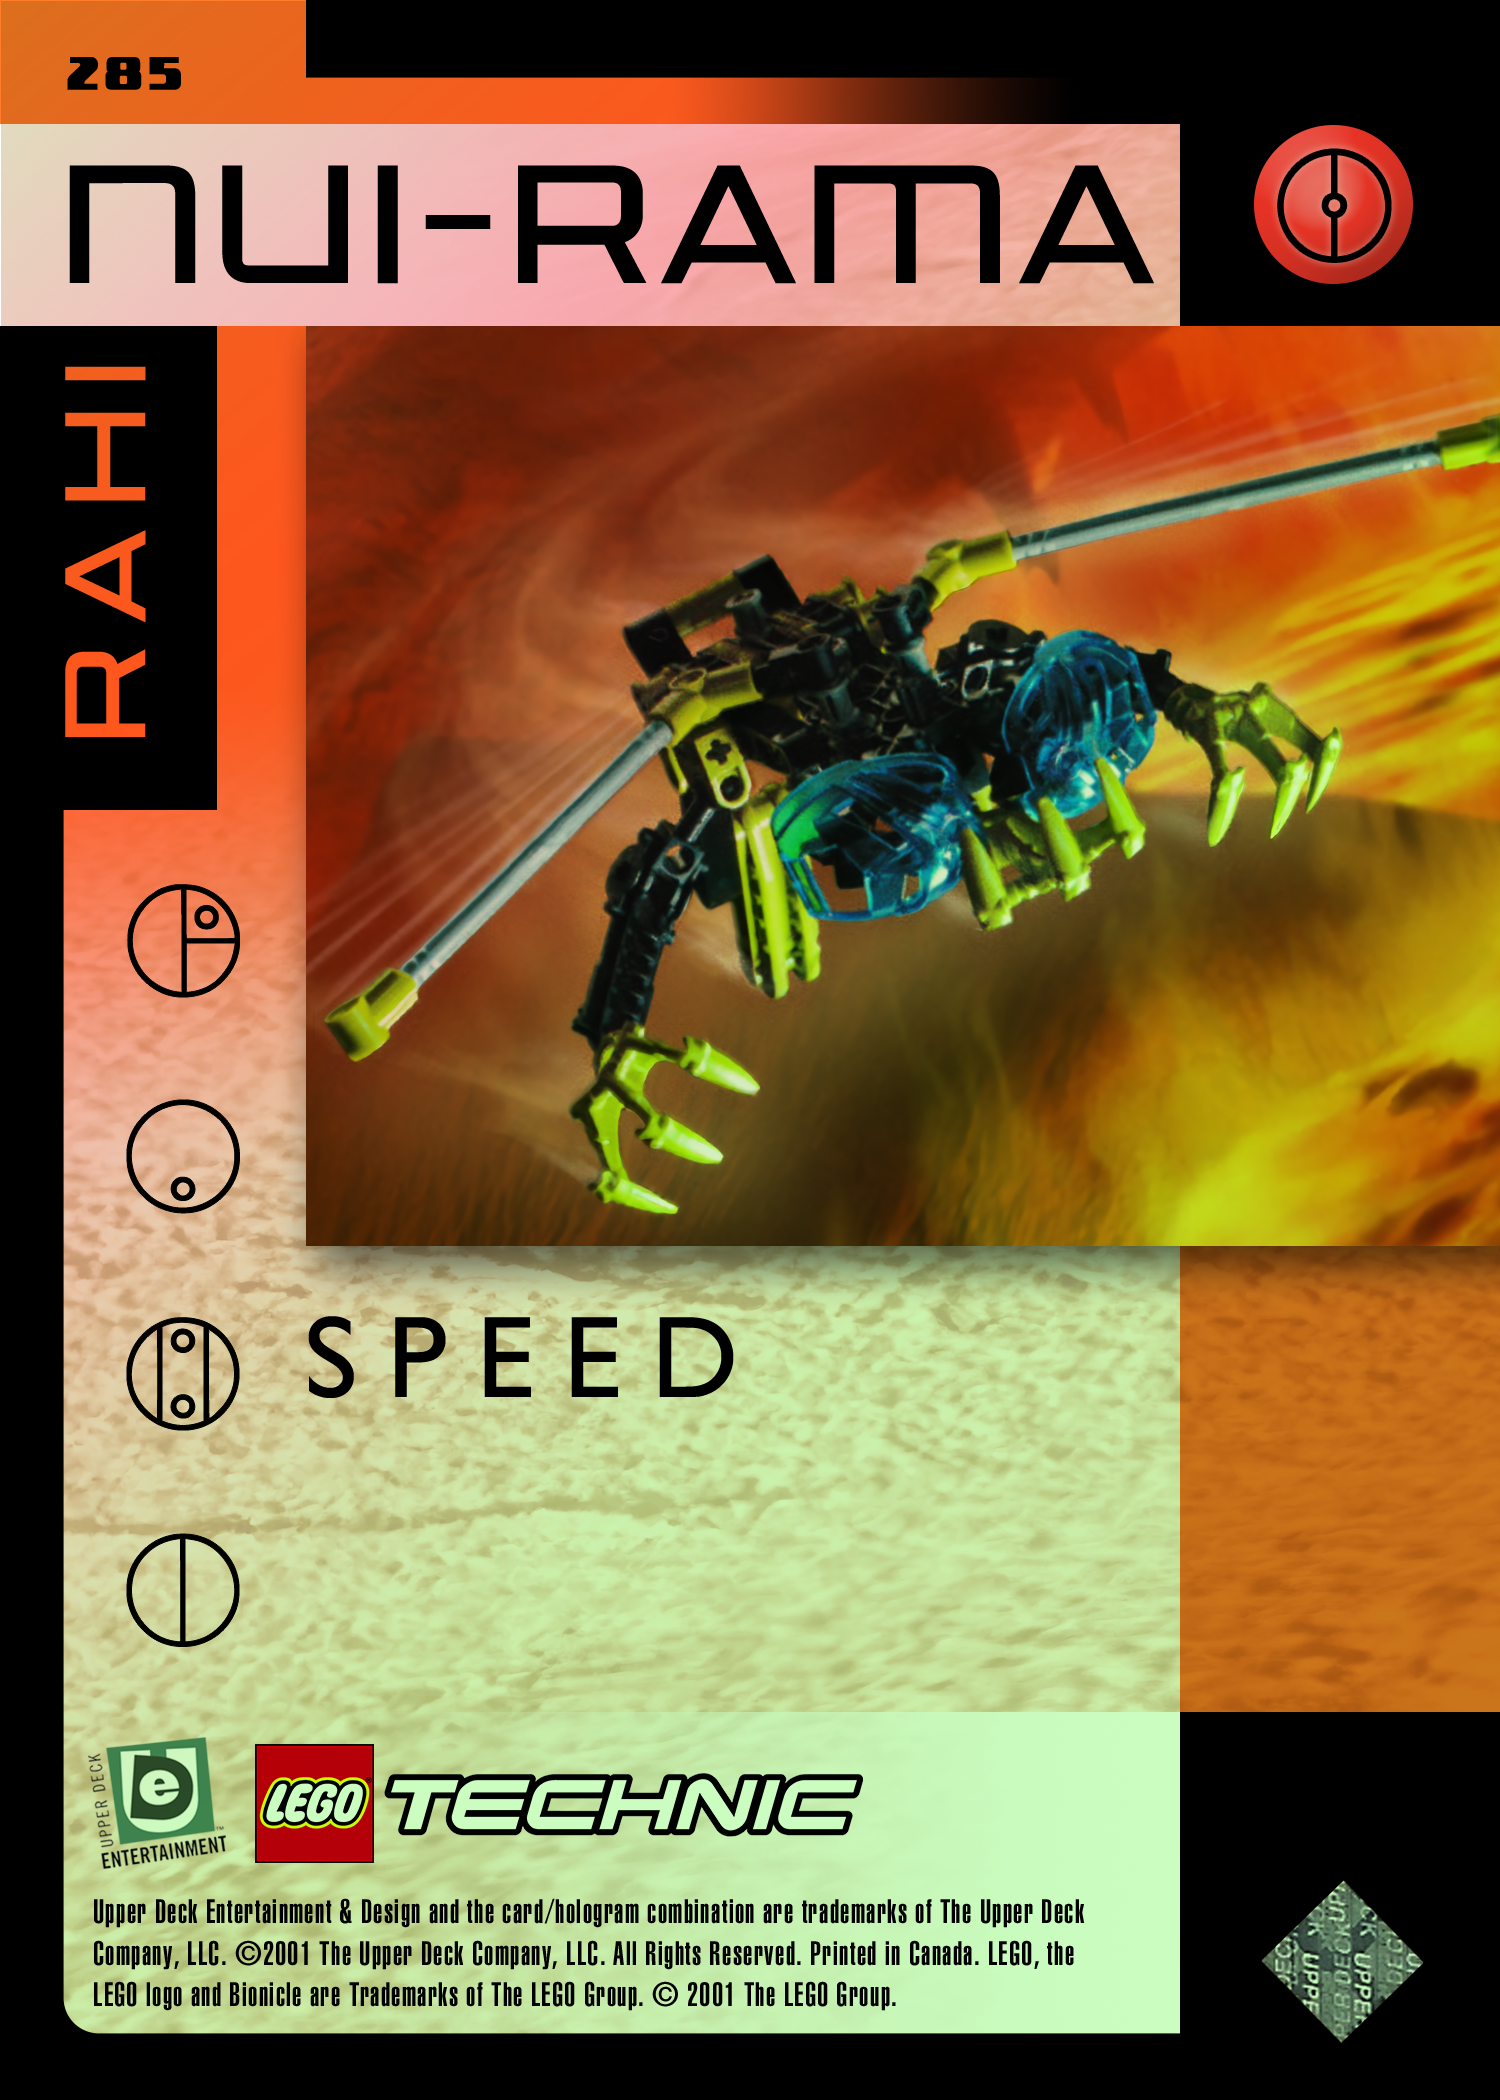 285
NUI-RAMA
RAHI
SPEED
UPPER DECK
e
ENTERTAINMENT™
LEGO TECHNIC
Upper Deck Entertainment & Design and the card/hologram combination are trademarks of The Upper Deck
Company, LLC. ©2001 The Upper Deck Company, LLC. All Rights Reserved. Printed in Canada. LEGO, the
LEGO logo and Bionicle are Trademarks of The LEGO Group. © 2001 The LEGO Group.